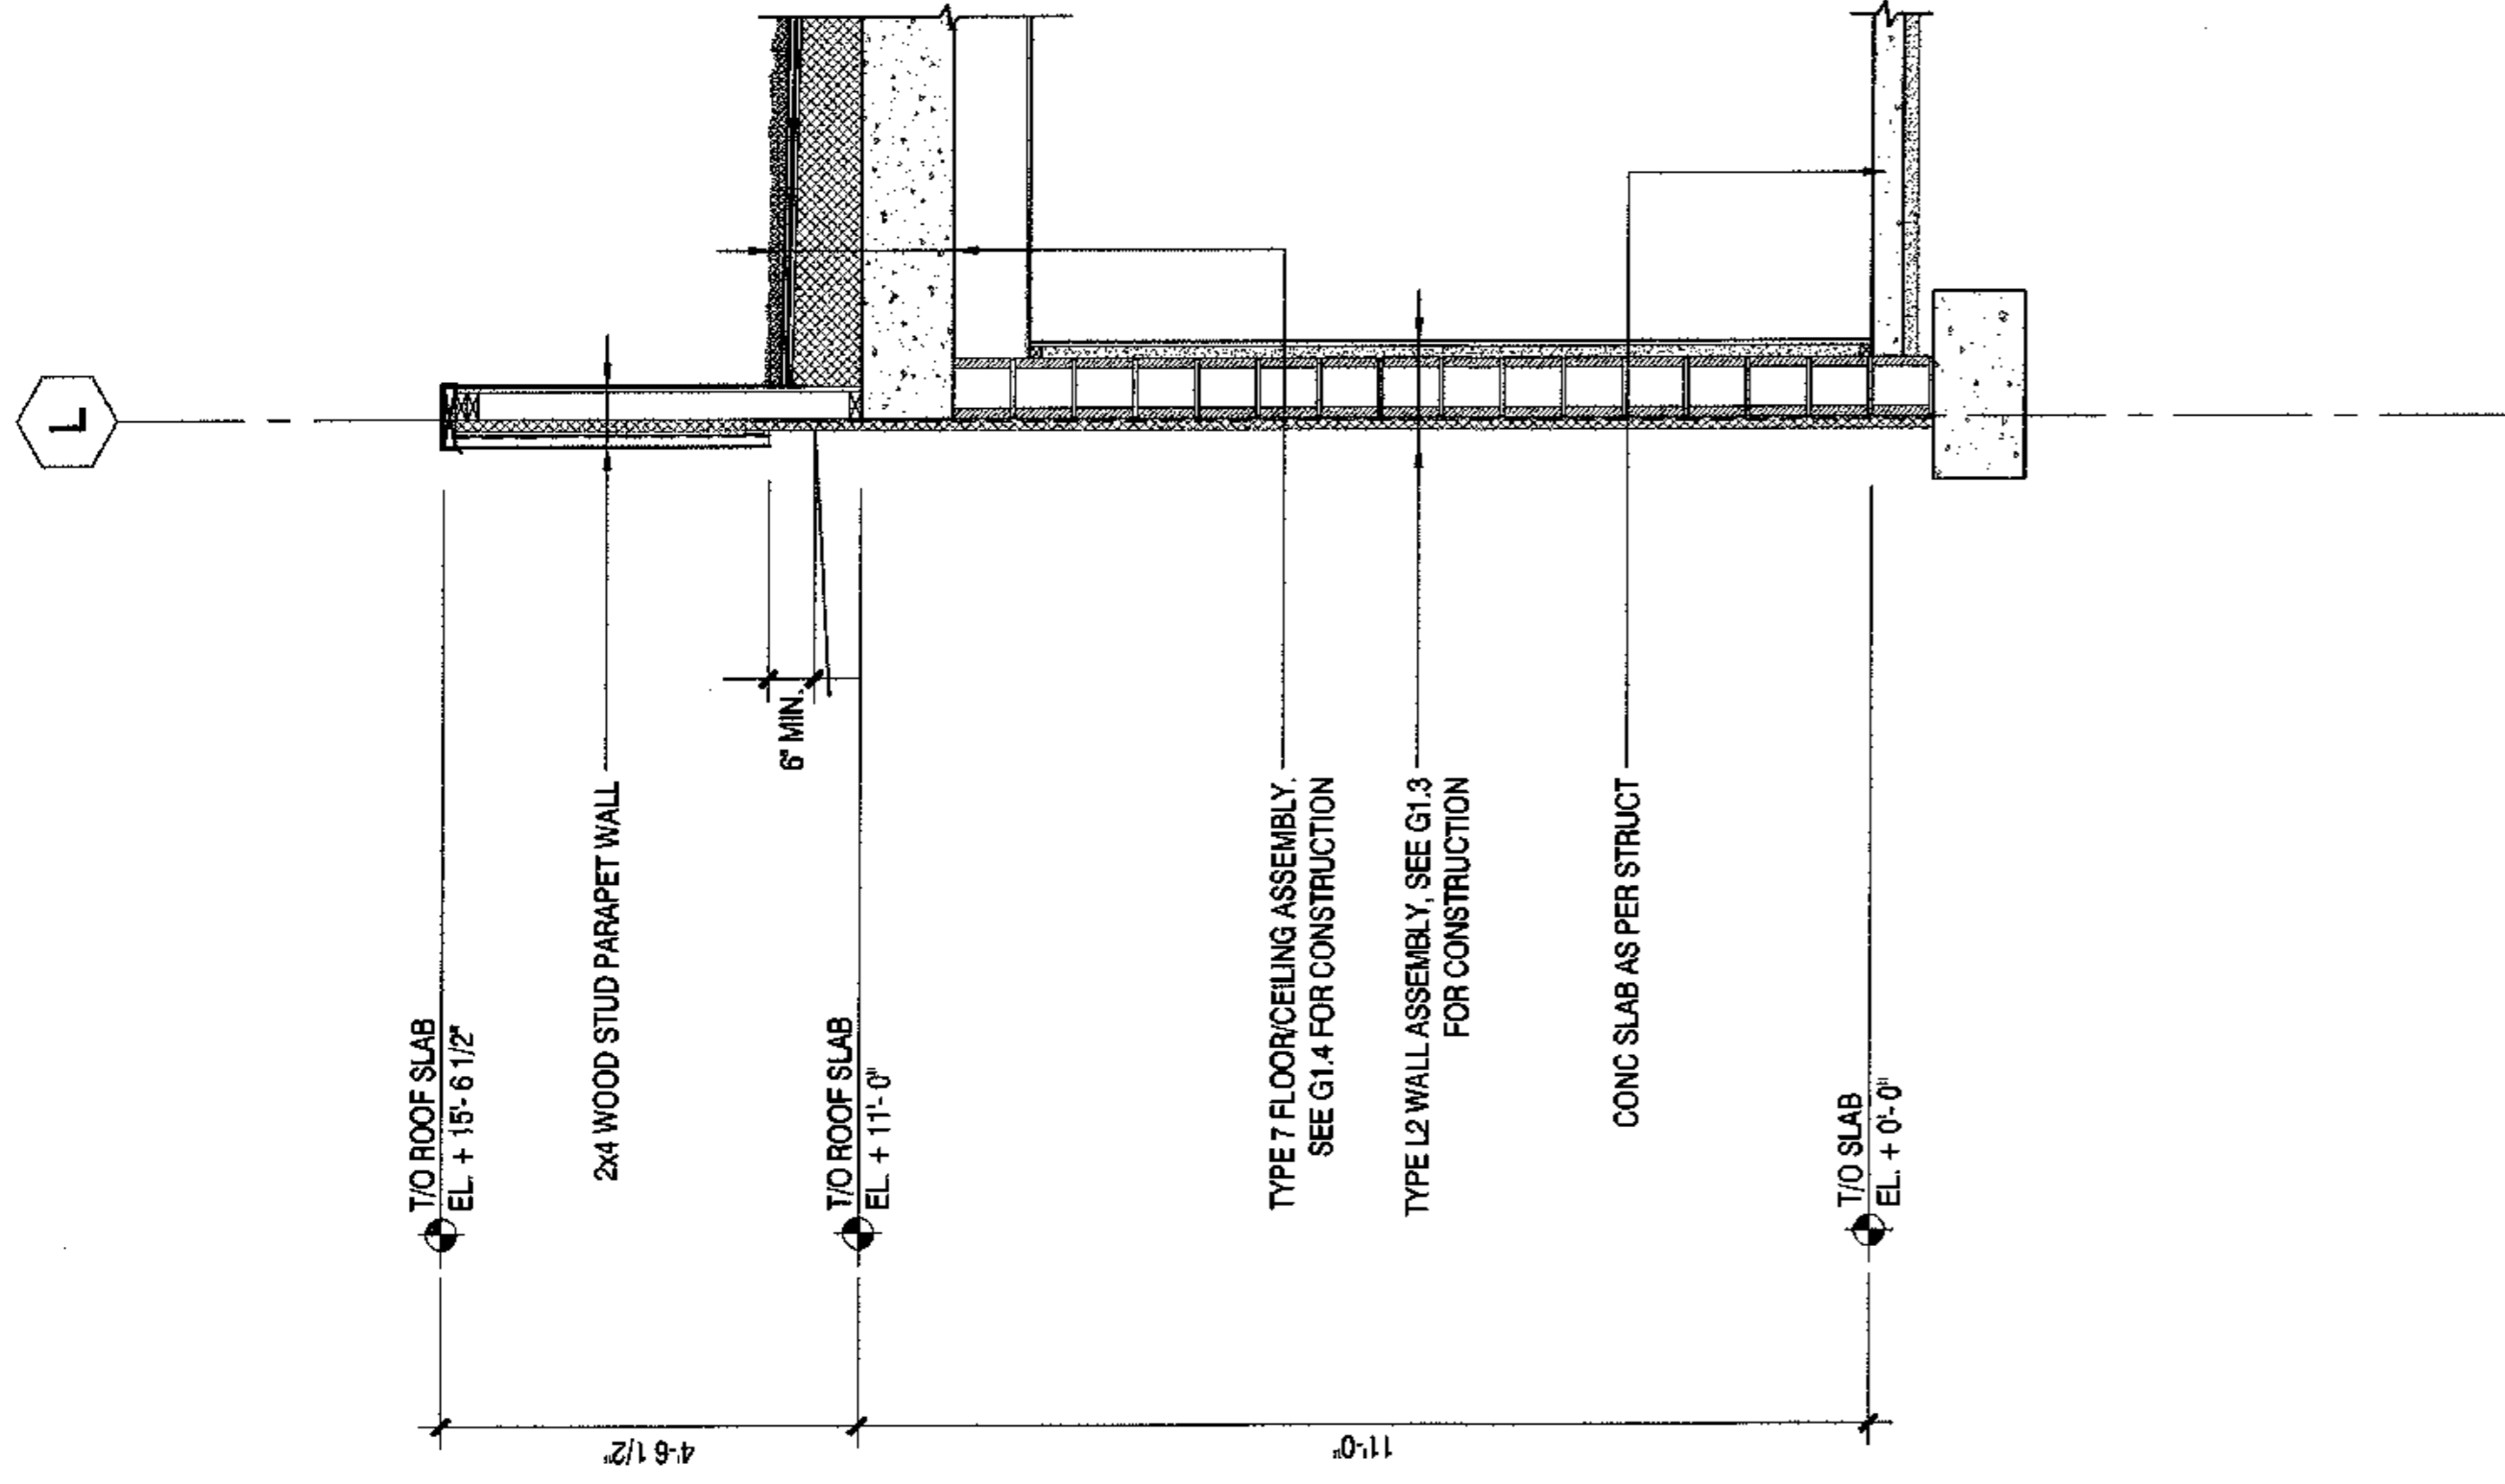 L
T/O ROOF SLAB
EL. + 15'- 6 1/2"
2x4 WOOD STUD PARAPET WALL
6" MIN.
T/O ROOF SLAB
EL. + 11'- 0"
TYPE 7 FLOOR/CEILING ASSEMBLY.
SEE G1.4 FOR CONSTRUCTION
TYPE L2 WALL ASSEMBLY, SEE G1.3
FOR CONSTRUCTION
CONC SLAB AS PER STRUCT
T/O SLAB
EL. + 0'- 0"
4'-6 1/2"
11'-0"